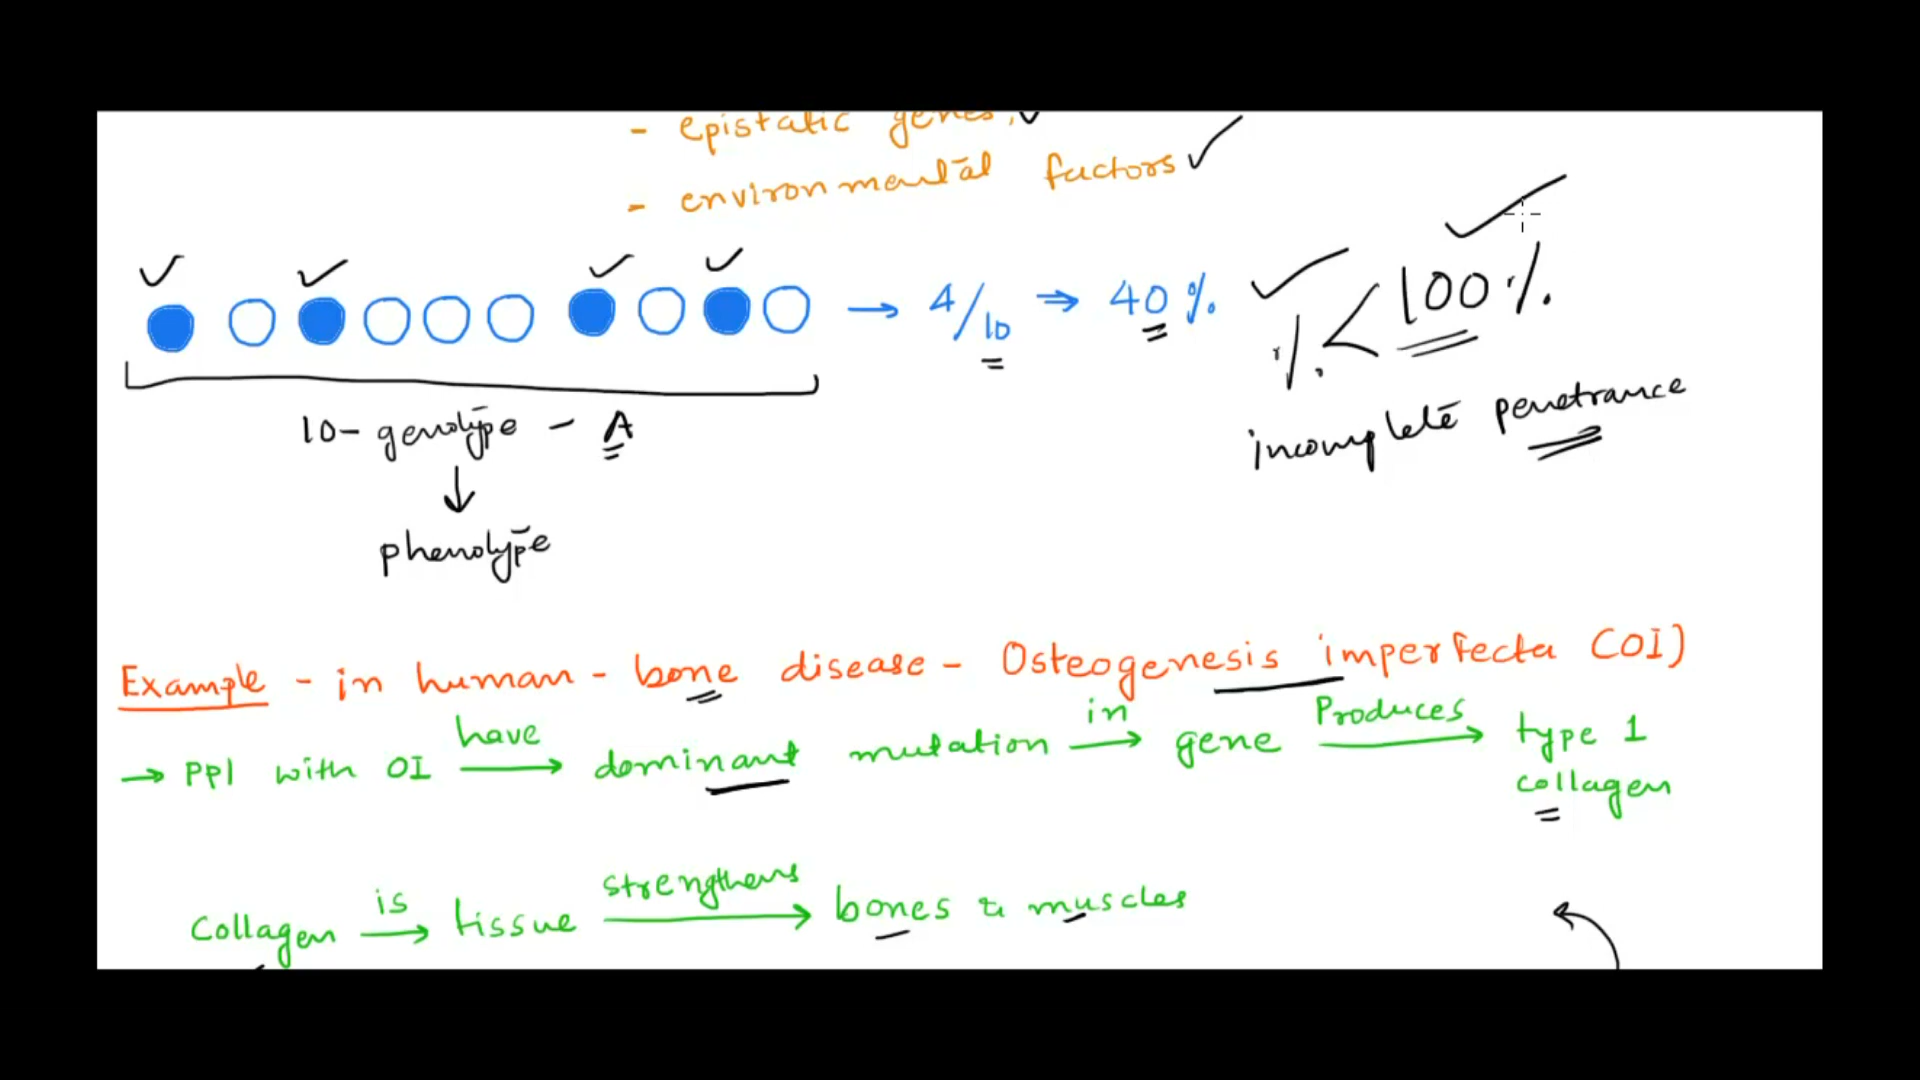 - epistatic genes,
- environmental factors
→ 4/10 ⇒ 40 %
% < 100 %
incomplete penetrance
10- genotype - A
↓
phenotype
Example - in human - bone disease - Osteogenesis imperfecta (OI)
→ PPl with OI have → dominant mutation in → gene Produces → type 1 collagen
Collagen is → tissue strengthens → bones & muscles